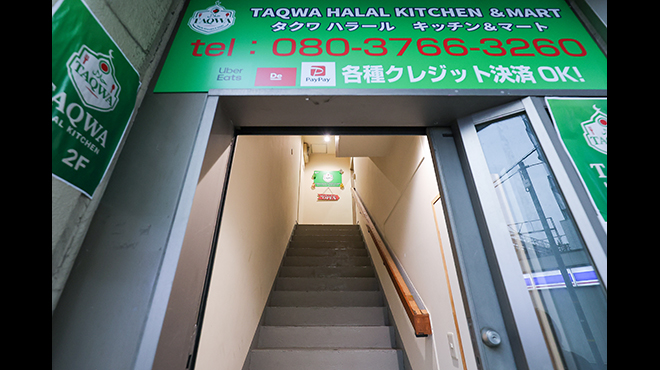 TAQWA HALAL KITCHEN & MART
タクワ ハラール キッチン&マート
tel : 080-3766-3260
Uber Eats
De
PayPay
各種クレジット決済 OK!
TAQWA
HALAL KITCHEN
2F
TAQWA